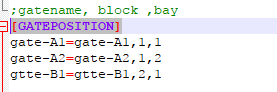 ;gatename, block ,bay
[GATEPOSITION]
gate-A1=gate-A1,1,1
gate-A2=gate-A2,1,2
gtte-B1=gtte-B1,2,1